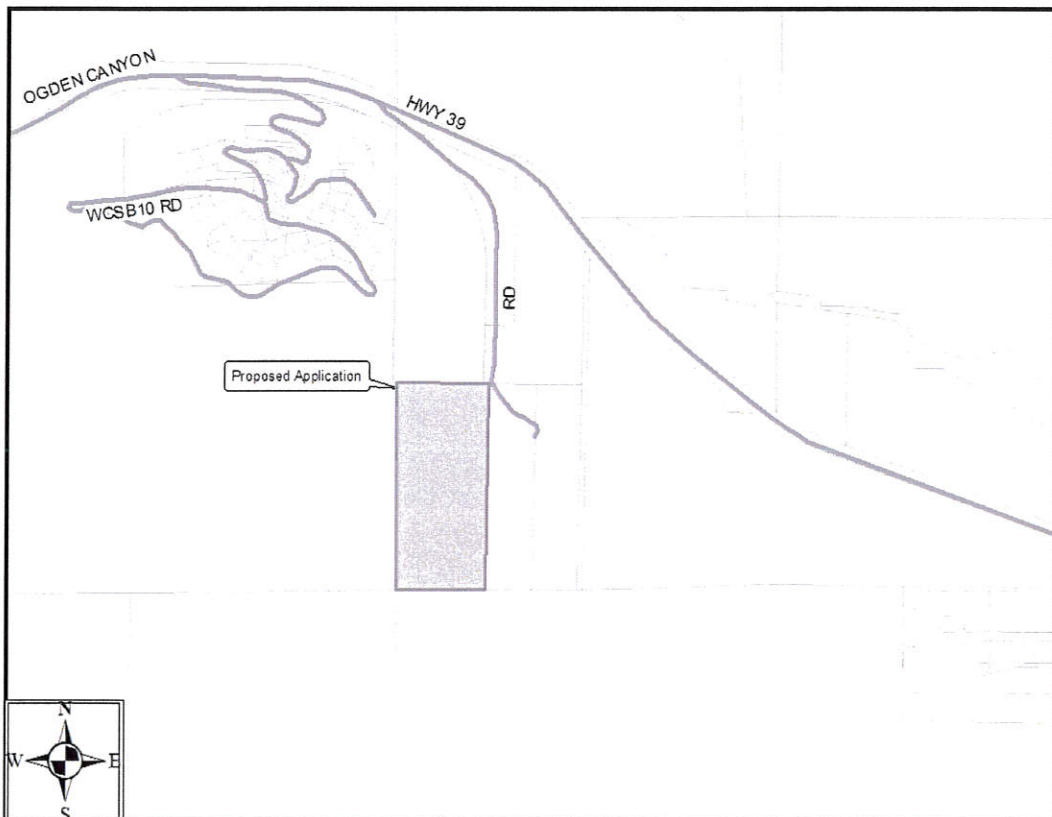 OGDEN CANYON
HWY 39
WCSB10 RD
RD
Proposed Application
N
W E
S